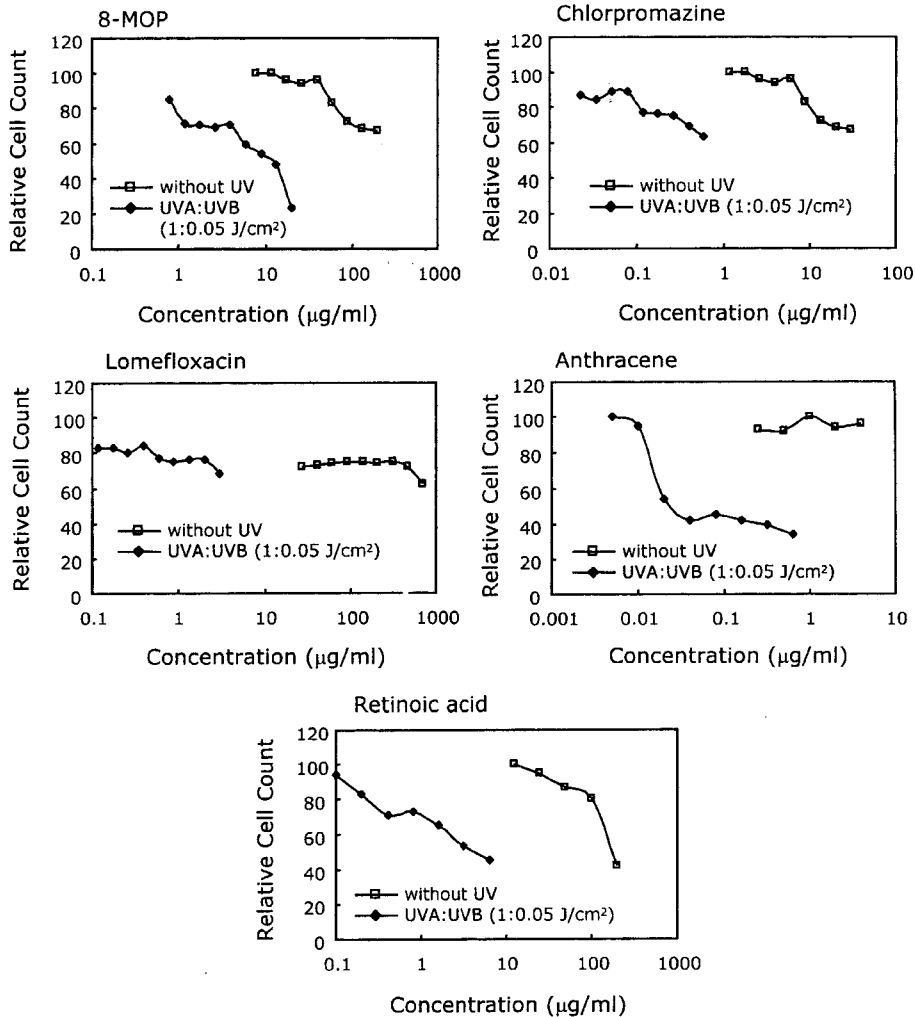 8-MOP
120
100
80
60
40
20
0
Relative Cell Count
without UV
UVA:UVB
(1:0.05 J/cm²)
0.1 1 10 100 1000
Concentration (μg/ml)
Chlorpromazine
120
100
80
60
40
20
0
Relative Cell Count
without UV
UVA:UVB (1:0.05 J/cm²)
0.01 0.1 1 10 100
Concentration (μg/ml)
Lomefloxacin
120
100
80
60
40
20
0
Relative Cell Count
without UV
UVA:UVB (1:0.05 J/cm²)
0.1 1 10 100 1000
Concentration (μg/ml)
Anthracene
120
100
80
60
40
20
0
Relative Cell Count
without UV
UVA:UVB (1:0.05 J/cm²)
0.001 0.01 0.1 1 10
Concentration (μg/ml)
Retinoic acid
120
100
80
60
40
20
0
Relative Cell Count
without UV
UVA:UVB (1:0.05 J/cm²)
0.1 1 10 100 1000
Concentration (μg/ml)